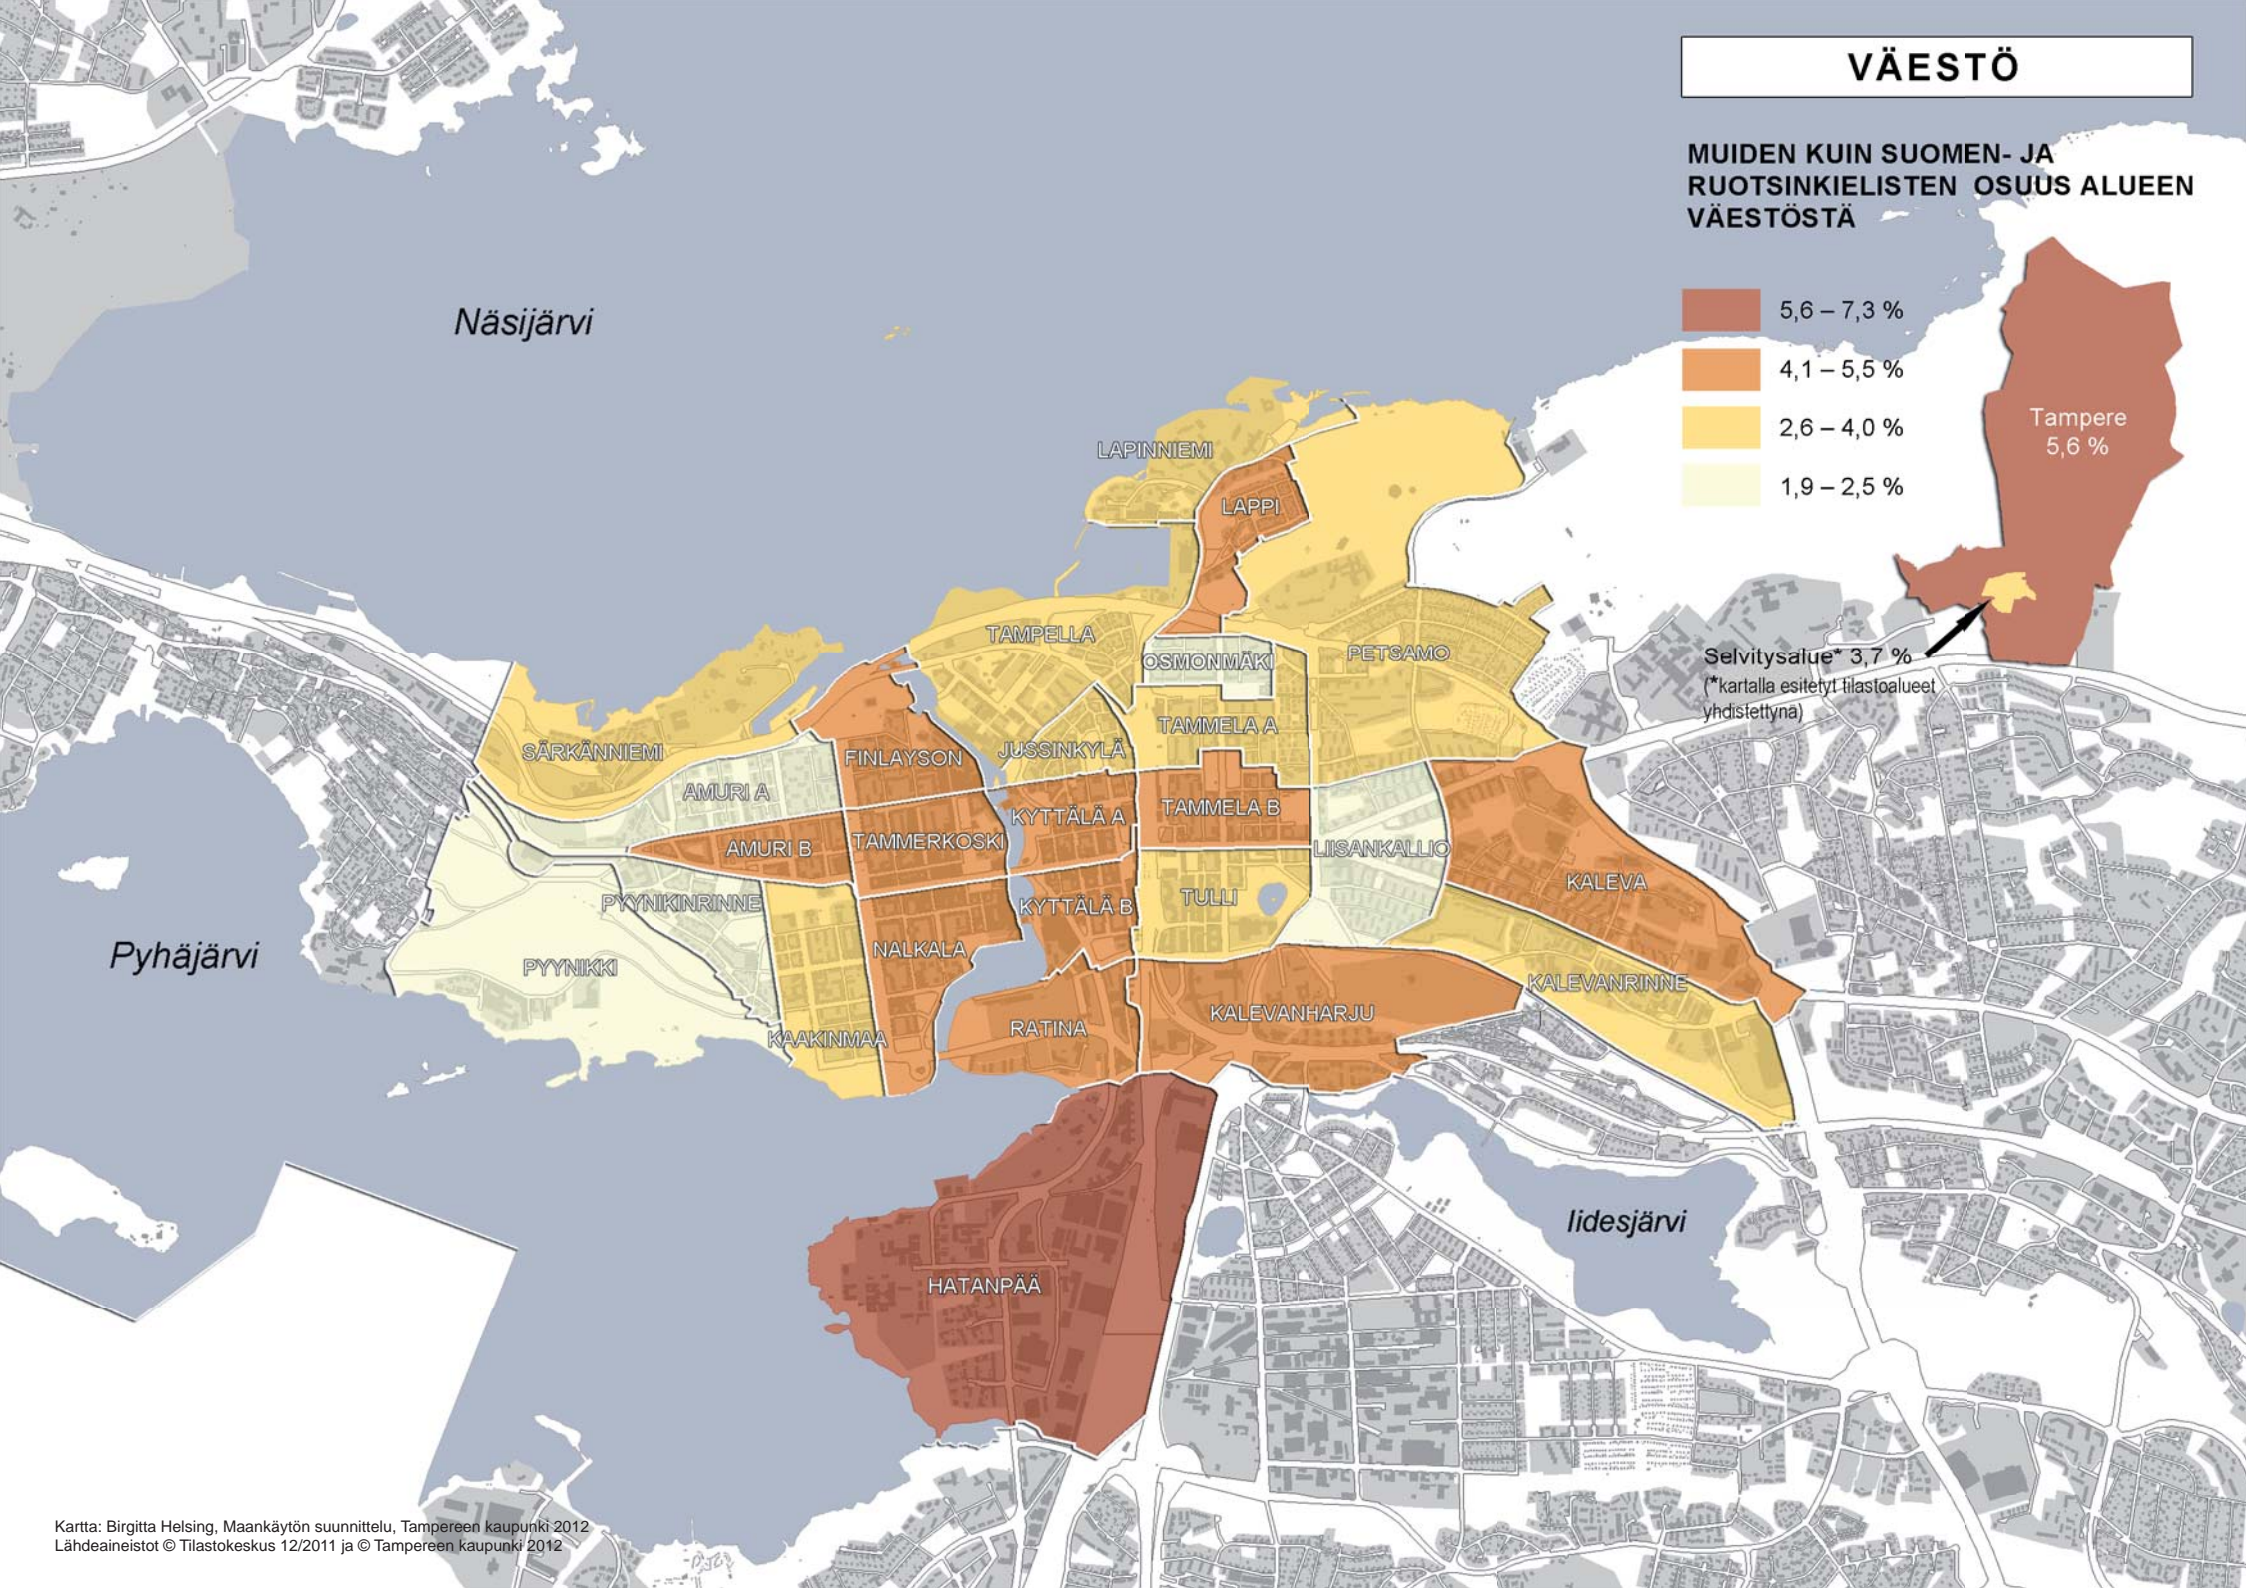 VÄESTÖ
MUIDEN KUIN SUOMEN- JA
RUOTSINKIELISTEN OSUUS ALUEEN
VÄESTÖSTÄ
5,6 – 7,3 %
4,1 – 5,5 %
2,6 – 4,0 %
1,9 – 2,5 %
Tampere
5,6 %
Selvitysalue* 3,7 %
(*kartalla esitetyt tilastoalueet
yhdistettynä)
Näsijärvi
LAPINNIEMI
LAPPI
TAMPELLA
OSMONMÄKI
PETSAMO
SÄRKÄNNIEMI
FINLAYSON
JUSSINKYLÄ
TAMMELA A
AMURI A
KYTTÄLÄ A
TAMMELA B
AMURI B
TAMMERKOSKI
LIISANKALLIO
KALEVA
PYYNIKINRINNE
KYTTÄLÄ B
TULLI
Pyhäjärvi
PYYNIKKI
NALKALA
KALEVANRINNE
KAAKINMAA
RATINA
KALEVANHARJU
Iidesjärvi
HATANPÄÄ
Kartta: Birgitta Helsing, Maankäytön suunnittelu, Tampereen kaupunki 2012
Lähdeaineistot © Tilastokeskus 12/2011 ja © Tampereen kaupunki 2012